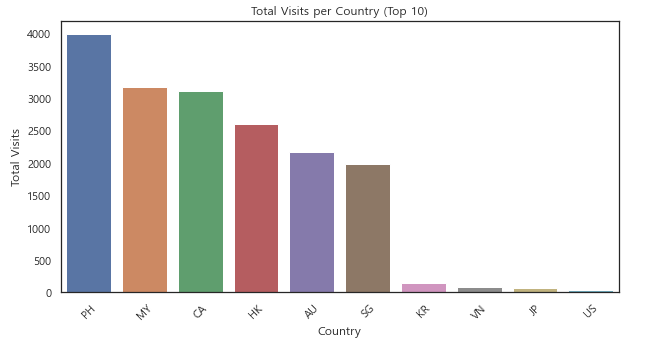 Total Visits per Country (Top 10)
Total Visits
4000
3500
3000
2500
2000
1500
1000
500
0
PH MY CA HK AU SG KR VN JP US
Country